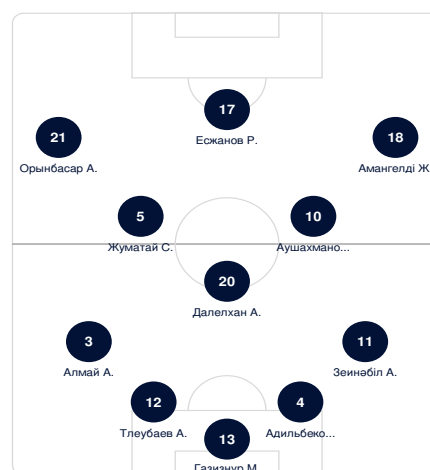 17
Есжанов Р.
21
Орынбасар А.
18
Амангелді Ж
5
Жуматай С.
10
Аушахмано...
20
Далелхан А.
3
Алмай А.
11
Зеинәбіл А.
12
Тлеубаев А.
4
Адильбеко...
13
Газизнур М.